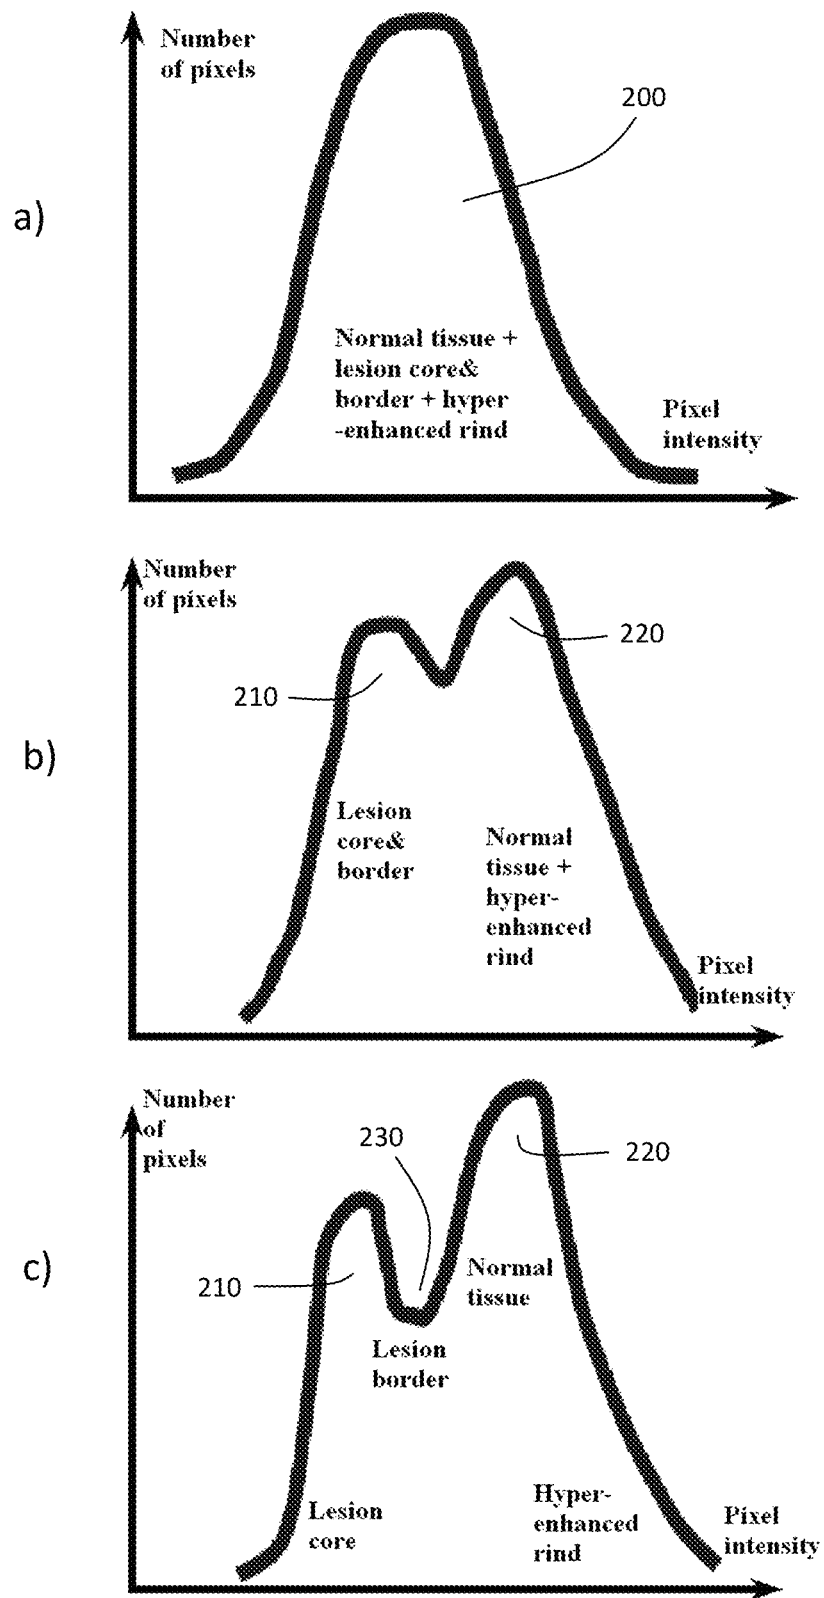 a)
Number
of pixels
200
Normal tissue +
lesion core&
border + hyper
-enhanced rind
Pixel
intensity
b)
Number
of pixels
210
220
Lesion
core&
border
Normal
tissue +
hyper-
enhanced
rind
Pixel
intensity
c)
Number
of
pixels
230
220
210
Normal
tissue
Lesion
border
Lesion
core
Hyper-
enhanced
rind
Pixel
intensity